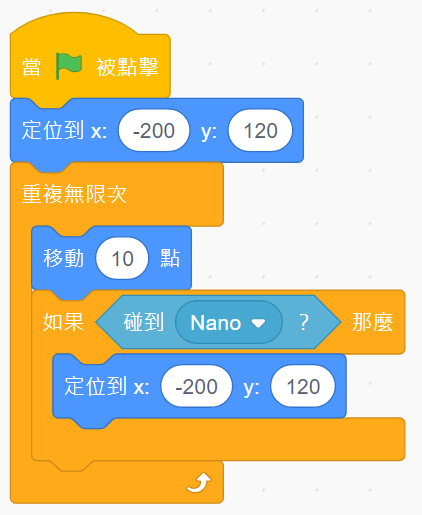 當 被點擊
定位到 x: -200 y: 120
重複無限次
移動 10 點
如果 碰到 Nano ? 那麼
定位到 x: -200 y: 120